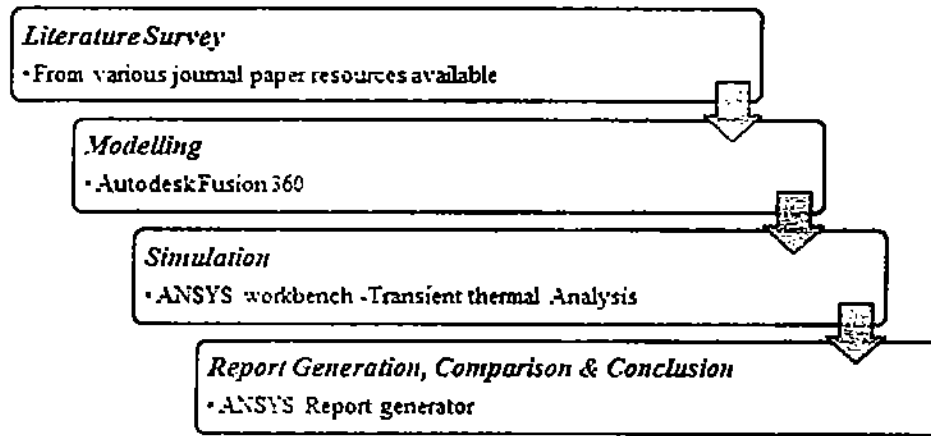 Literature Survey
• From various journal paper resources available
Modelling
• Autodesk Fusion 360
Simulation
• ANSYS workbench -Transient thermal Analysis
Report Generation, Comparison & Conclusion
• ANSYS Report generator